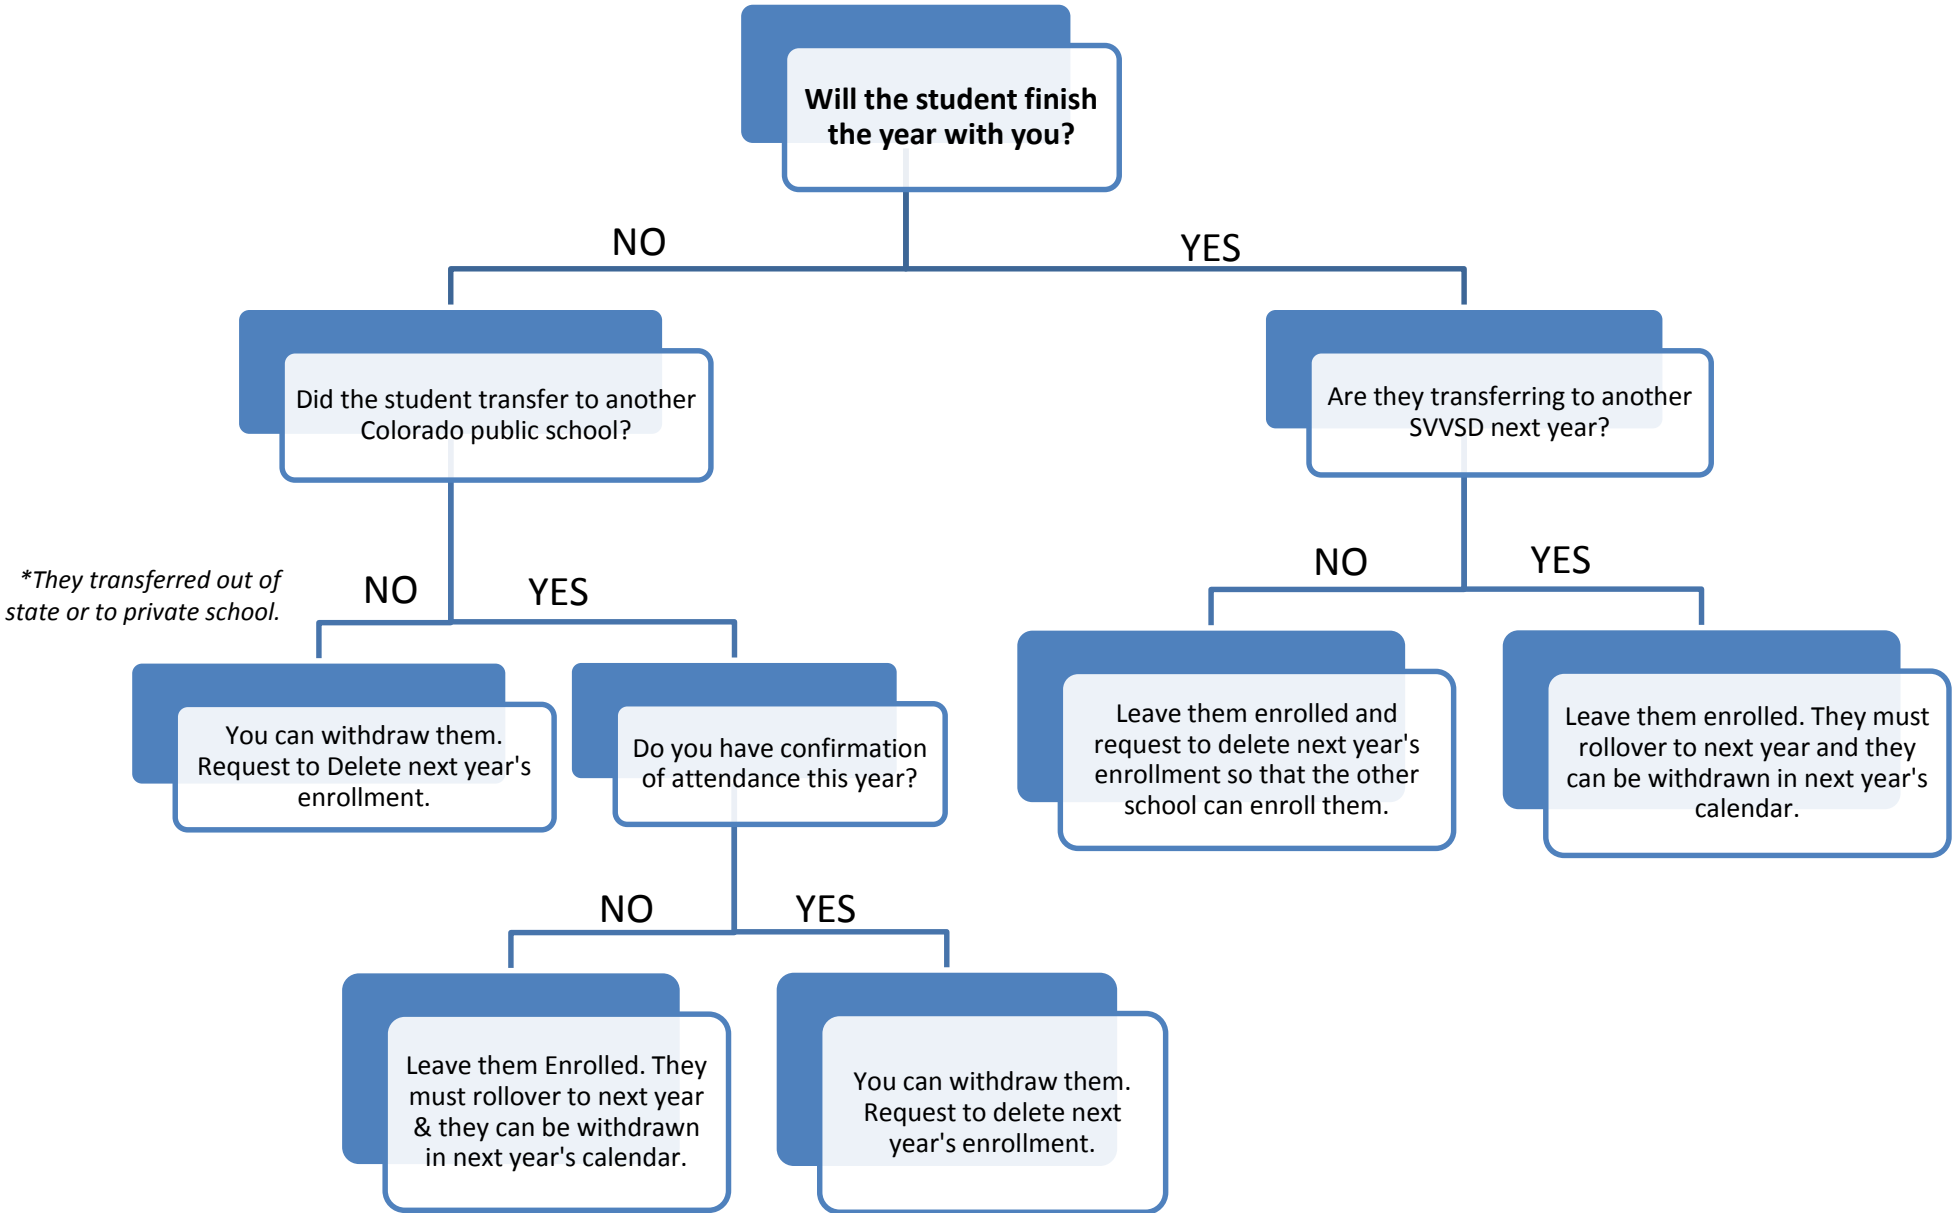 Will the student finish
the year with you?
NO
YES
Did the student transfer to another
Colorado public school?
Are they transferring to another
SVVSD next year?
*They transferred out of
state or to private school.
NO
YES
NO
YES
You can withdraw them.
Request to Delete next year's
enrollment.
Do you have confirmation
of attendance this year?
Leave them enrolled and
request to delete next year's
enrollment so that the other
school can enroll them.
Leave them enrolled. They must
rollover to next year and they
can be withdrawn in next year's
calendar.
NO
YES
Leave them Enrolled. They
must rollover to next year
& they can be withdrawn
in next year's calendar.
You can withdraw them.
Request to delete next
year's enrollment.